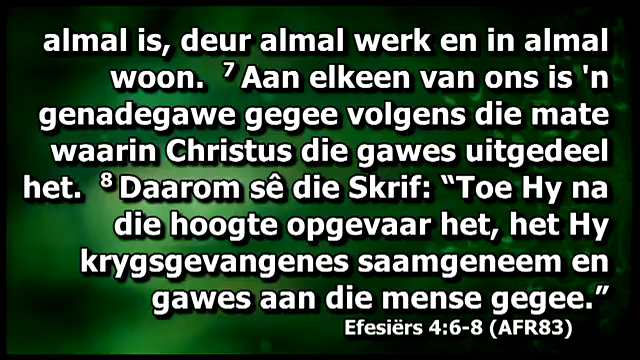 almal is, deur almal werk en in almal
woon. 7 Aan elkeen van ons is 'n
genadegawe gegee volgens die mate
waarin Christus die gawes uitgedeel
het. 8 Daarom sê die Skrif: “Toe Hy na
die hoogte opgevaar het, het Hy
krygsgevangenes saamgeneem en
gawes aan die mense gegee.”
Efesiërs 4:6-8 (AFR83)